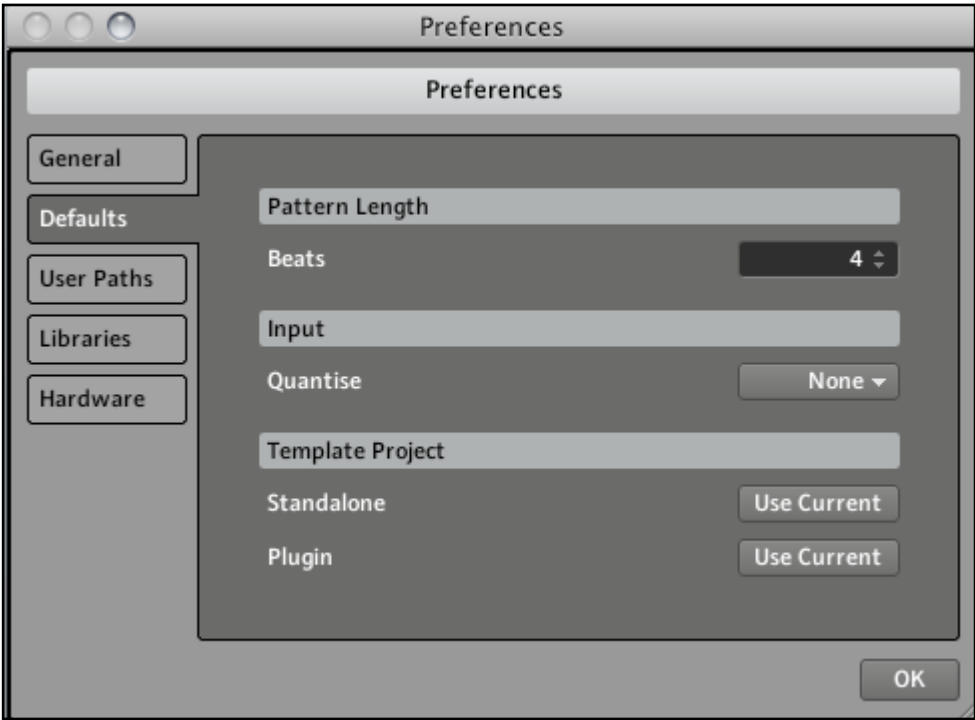 Preferences
Preferences
General
Defaults
User Paths
Libraries
Hardware
Pattern Length
Beats 4
Input
Quantise None
Template Project
Standalone Use Current
Plugin Use Current
OK